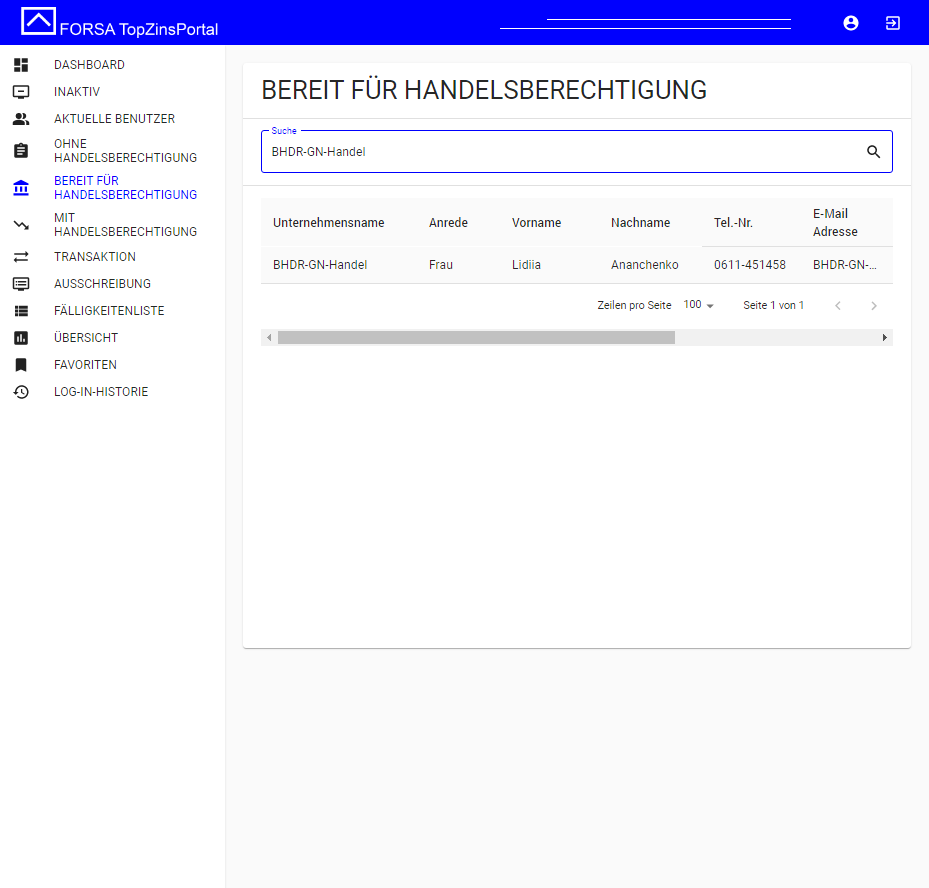 FORSA TopZinsPortal
DASHBOARD
INAKTIV
AKTUELLE BENUTZER
OHNE
HANDELSBERECHTIGUNG
BEREIT FÜR
HANDELSBERECHTIGUNG
MIT
HANDELSBERECHTIGUNG
TRANSAKTION
AUSSCHREIBUNG
FÄLLIGKEITENLISTE
ÜBERSICHT
FAVORITEN
LOG-IN-HISTORIE
BEREIT FÜR HANDELSBERECHTIGUNG
Suche
BHDR-GN-Handel
Unternehmensname Anrede Vorname Nachname Tel.-Nr. E-Mail Adresse
BHDR-GN-Handel Frau Lidiia Ananchenko 0611-451458 BHDR-GN-...
Zeilen pro Seite 100 Seite 1 von 1